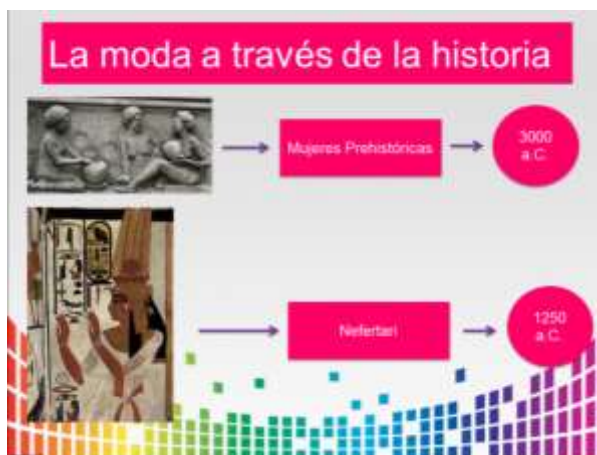 La moda a través de la historia
Mujeres Prehistóricas
3000
a.C.
Nefertari
1250
a.C.